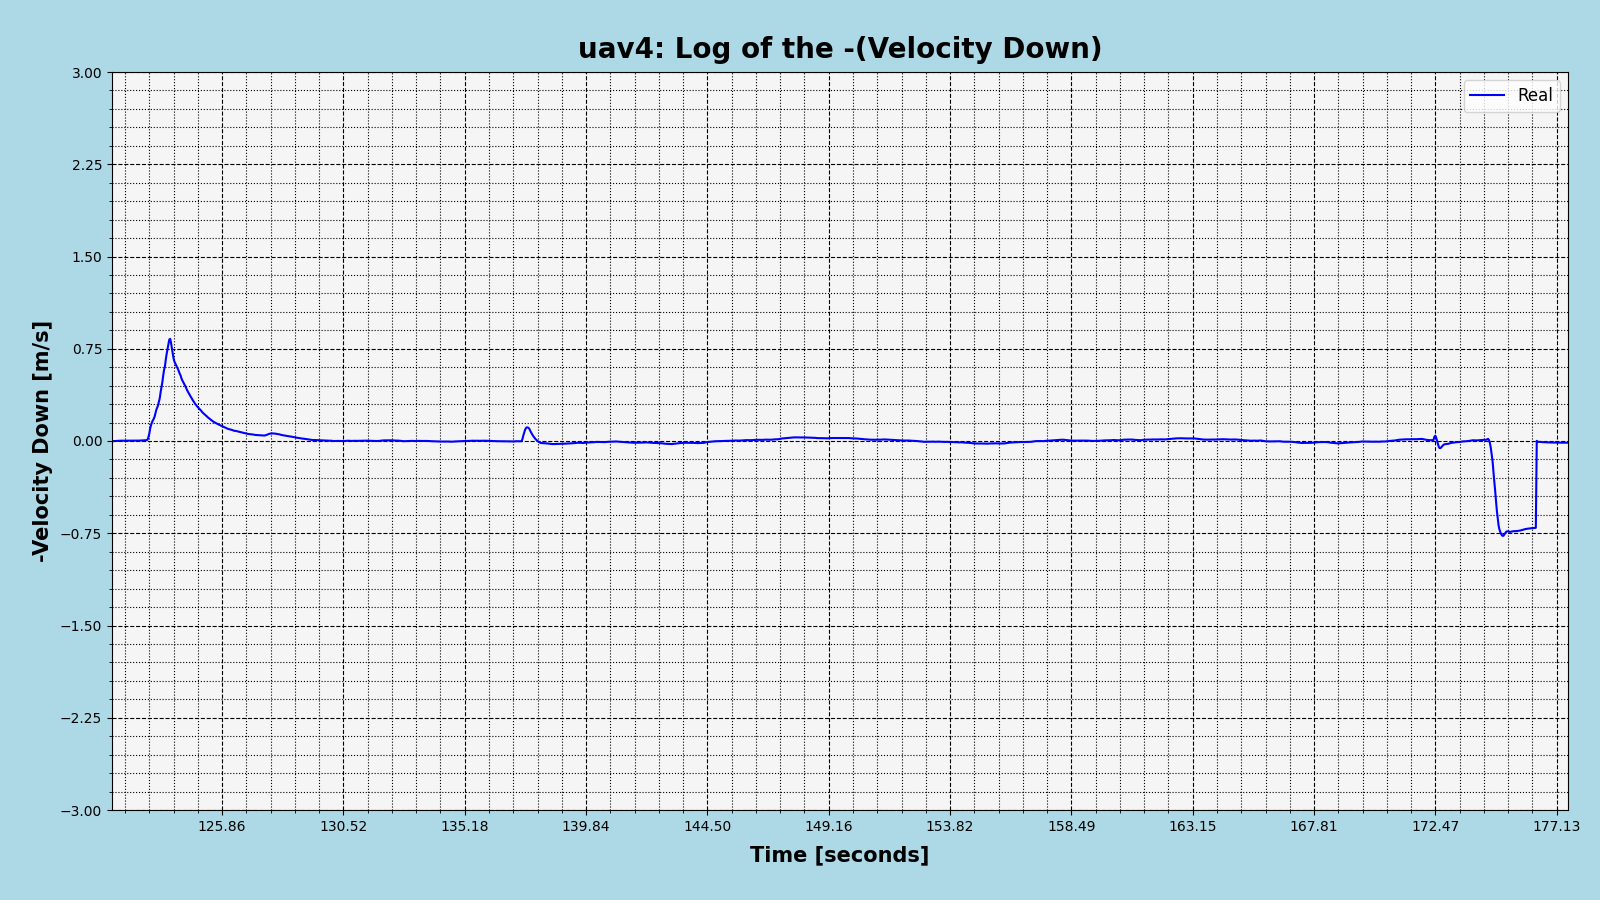 uav4: Log of the -(Velocity Down)
Real
3.00
2.25
1.50
0.75
0.00
−0.75
−1.50
−2.25
−3.00
-Velocity Down [m/s]
125.86 130.52 135.18 139.84 144.50 149.16 153.82 158.49 163.15 167.81 172.47 177.13
Time [seconds]